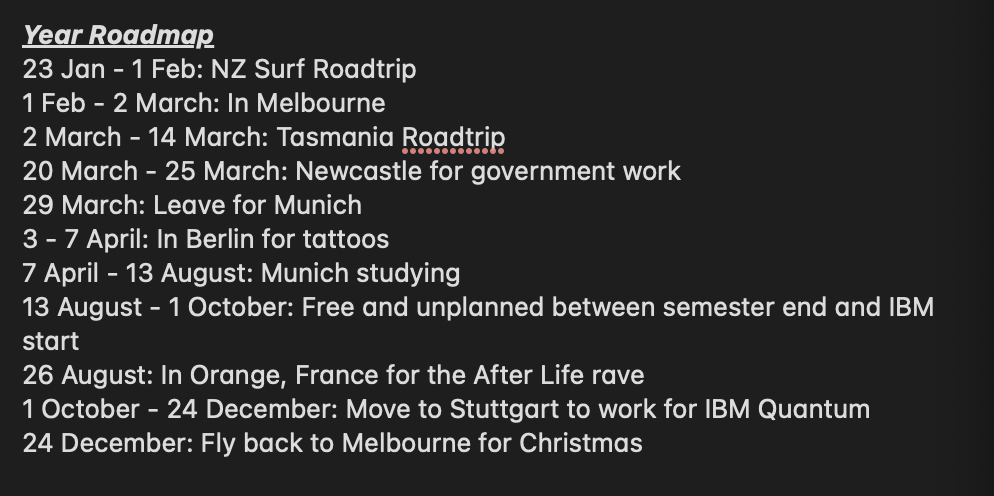 Year Roadmap
23 Jan - 1 Feb: NZ Surf Roadtrip
1 Feb - 2 March: In Melbourne
2 March - 14 March: Tasmania Roadtrip
20 March - 25 March: Newcastle for government work
29 March: Leave for Munich
3 - 7 April: In Berlin for tattoos
7 April - 13 August: Munich studying
13 August - 1 October: Free and unplanned between semester end and IBM
start
26 August: In Orange, France for the After Life rave
1 October - 24 December: Move to Stuttgart to work for IBM Quantum
24 December: Fly back to Melbourne for Christmas